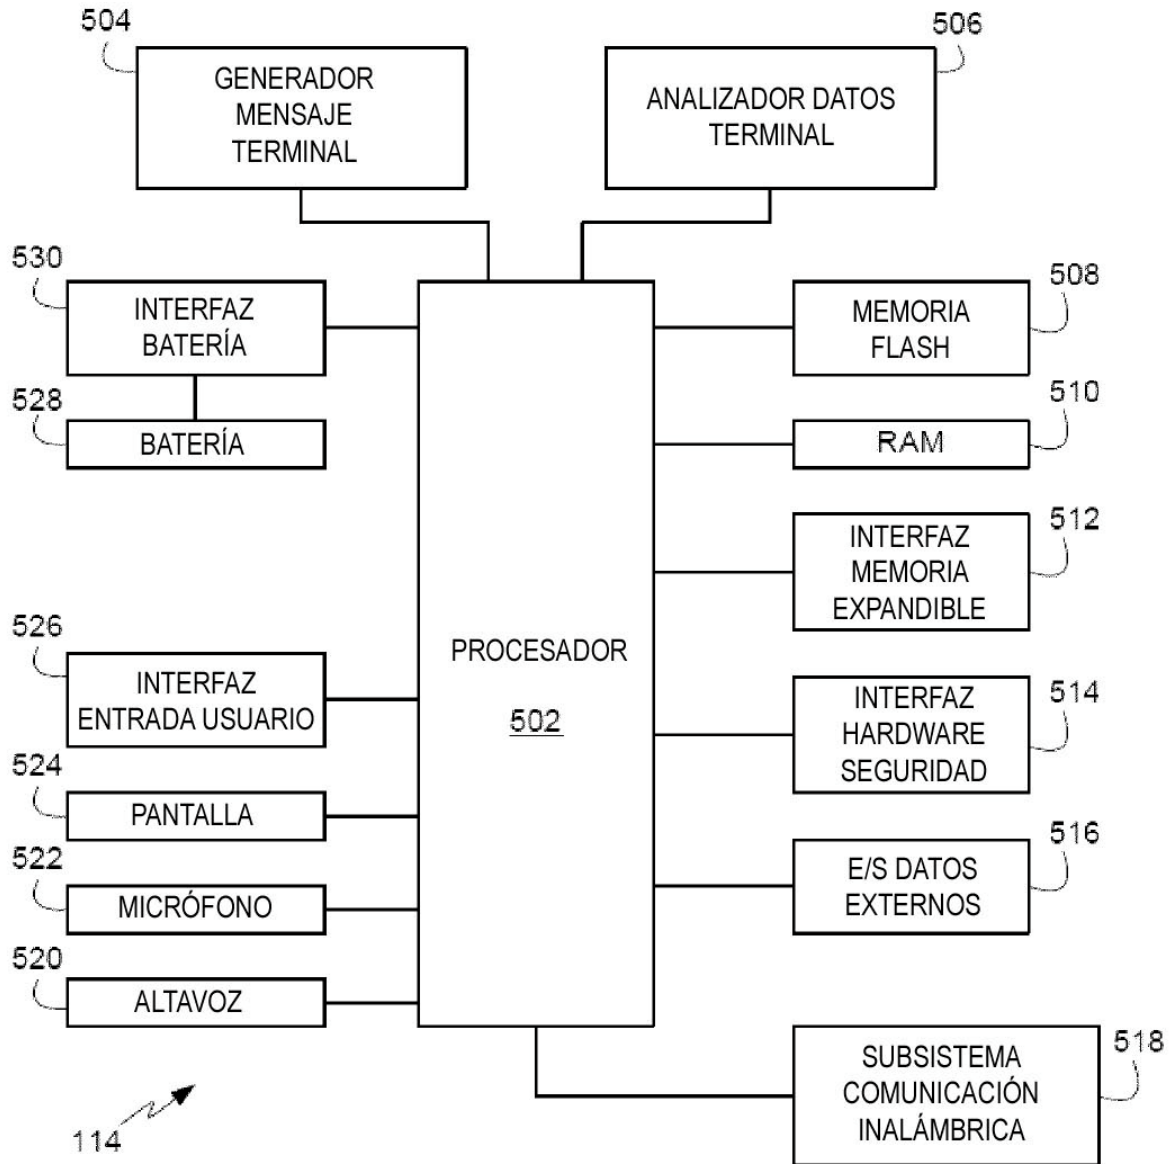 504
GENERADOR
MENSAJE
TERMINAL
506
ANALIZADOR DATOS
TERMINAL
530
INTERFAZ
BATERÍA
528
BATERÍA
526
INTERFAZ
ENTRADA USUARIO
524
PANTALLA
522
MICRÓFONO
520
ALTAVOZ
PROCESADOR
502
508
MEMORIA
FLASH
510
RAM
512
INTERFAZ
MEMORIA
EXPANDIBLE
514
INTERFAZ
HARDWARE
SEGURIDAD
516
E/S DATOS
EXTERNOS
518
SUBSISTEMA
COMUNICACIÓN
INALÁMBRICA
114